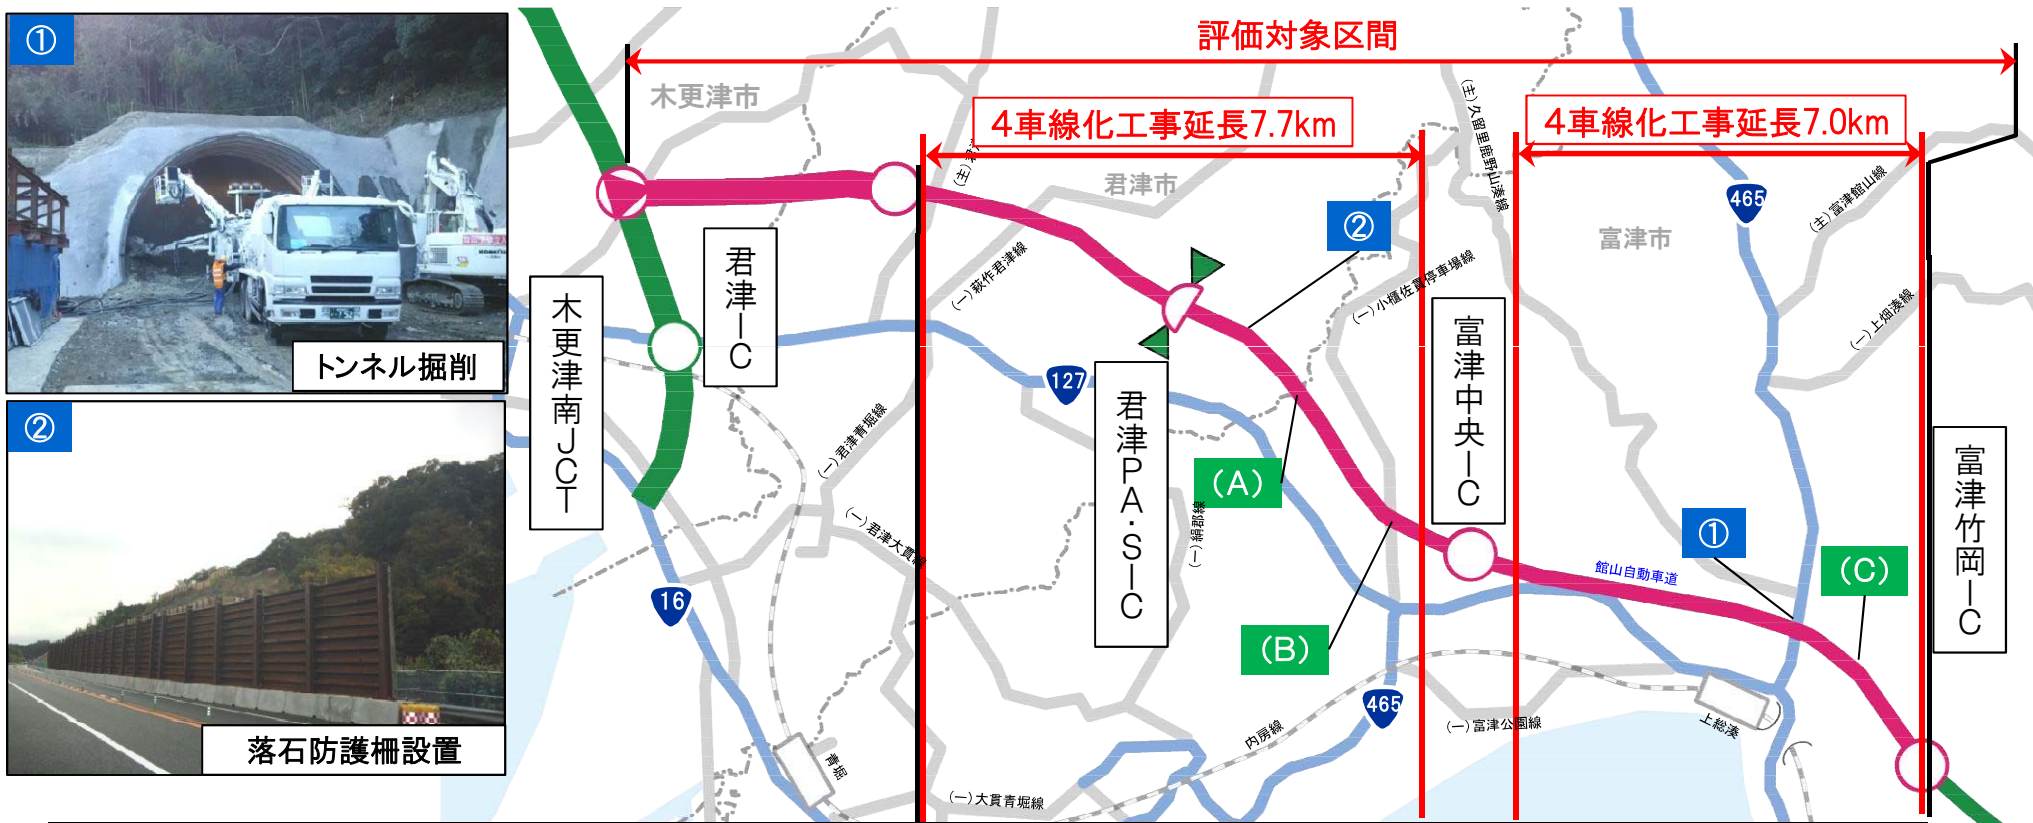 ①
トンネル掘削
②
落石防護柵設置
評価対象区間
4車線化工事延長7.7km
4車線化工事延長7.0km
木更津市
君津市
富津市
(主)久留里鹿野山湊線
465
(主)富津館山線
(一)上畑湊線
②
(一)萩作君津線
(一)小櫃佐貫停車場線
木更津南JCT
君津IC
君津PA・SIC
富津中央IC
富津竹岡IC
127
(A)
(B)
①
(C)
館山自動車道
(一)君津青堀線
(一)君津大貫線
(一)絹郡線
16
465
内房線
(一)富津公園線
上総湊
青堀
(一)大貫青堀線